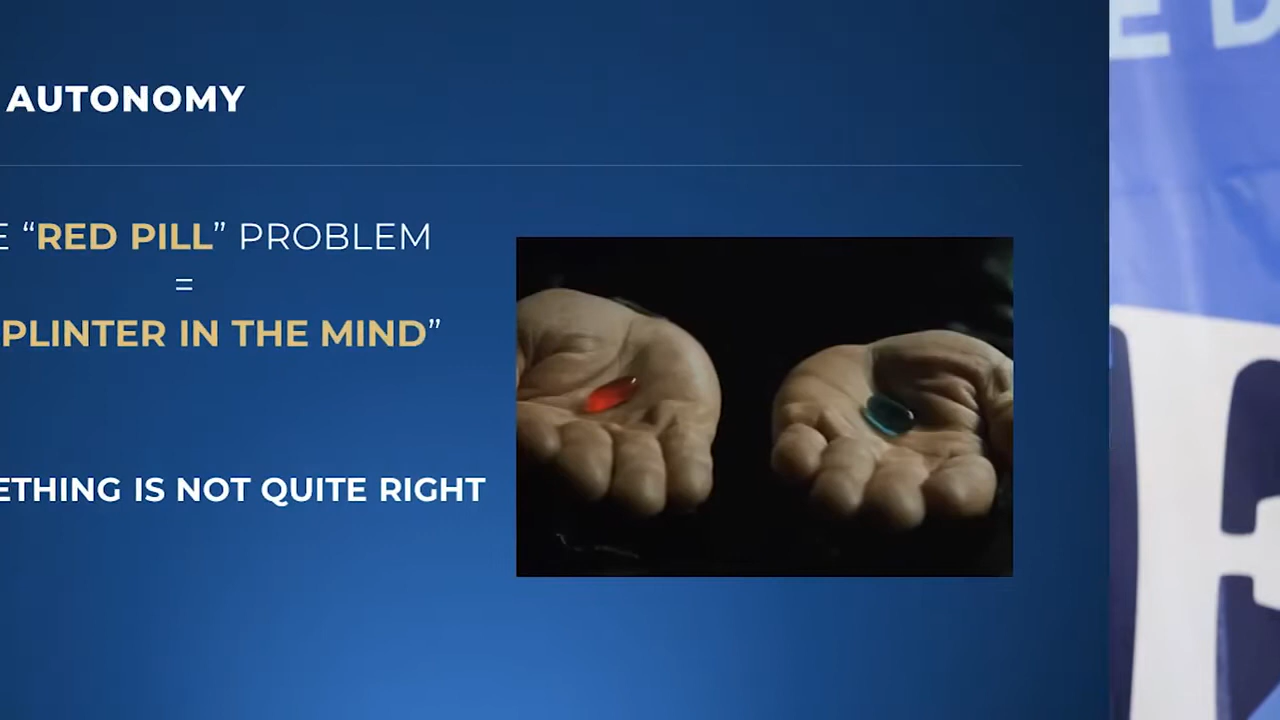 AUTONOMY
E “RED PILL” PROBLEM
=
PLINTER IN THE MIND”
ETHING IS NOT QUITE RIGHT
E D